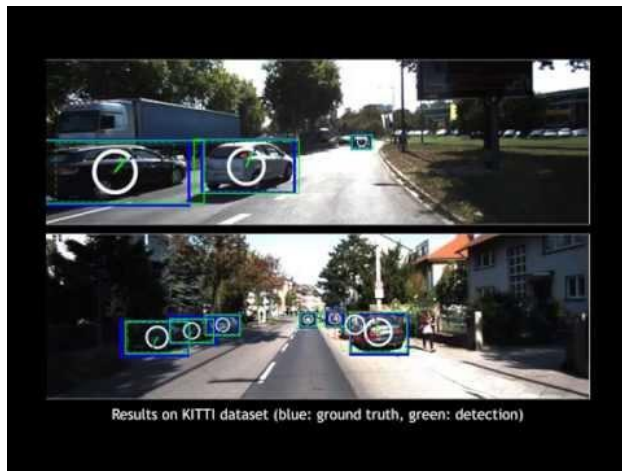 Results on KITTI dataset (blue: ground truth, green: detection)